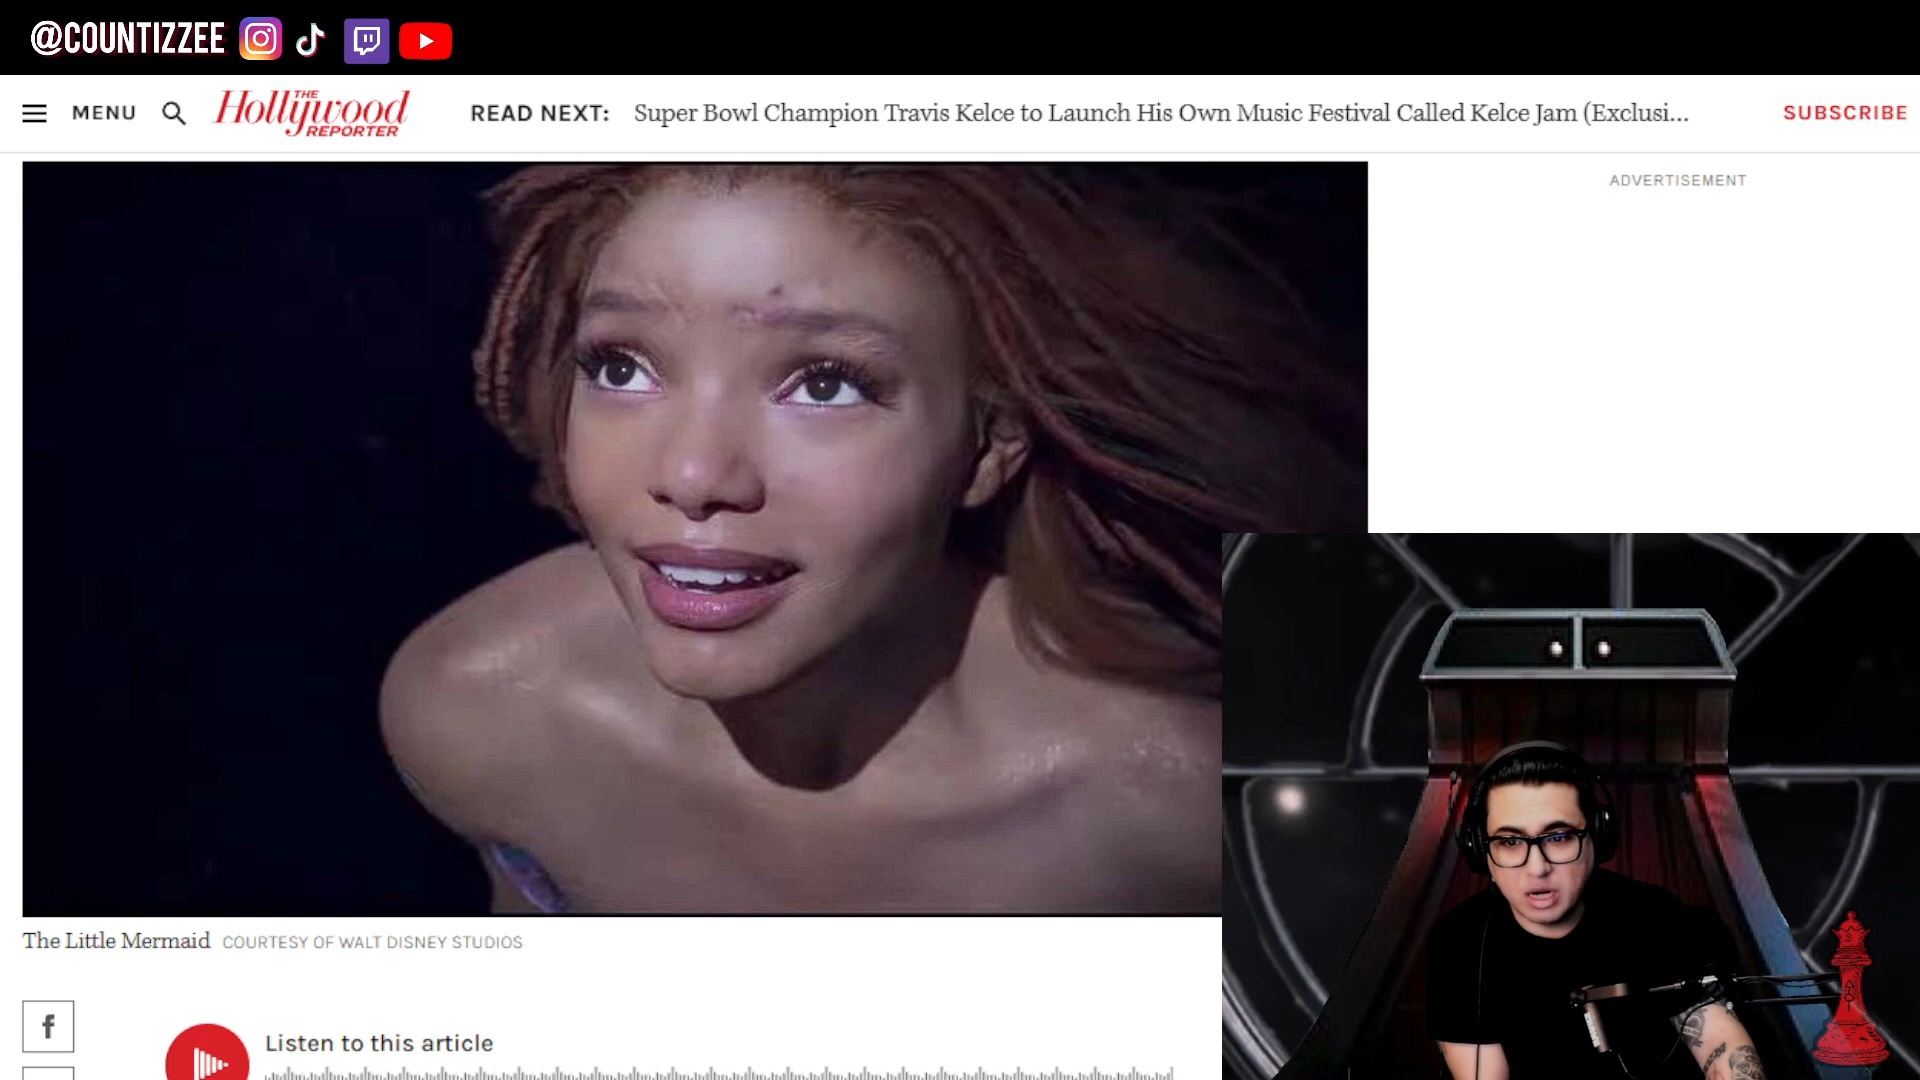 @COUNTIZZEE
MENU
THE
Hollywood
REPORTER
READ NEXT: Super Bowl Champion Travis Kelce to Launch His Own Music Festival Called Kelce Jam (Exclusi...
SUBSCRIBE
ADVERTISEMENT
The Little Mermaid COURTESY OF WALT DISNEY STUDIOS
f
Listen to this article